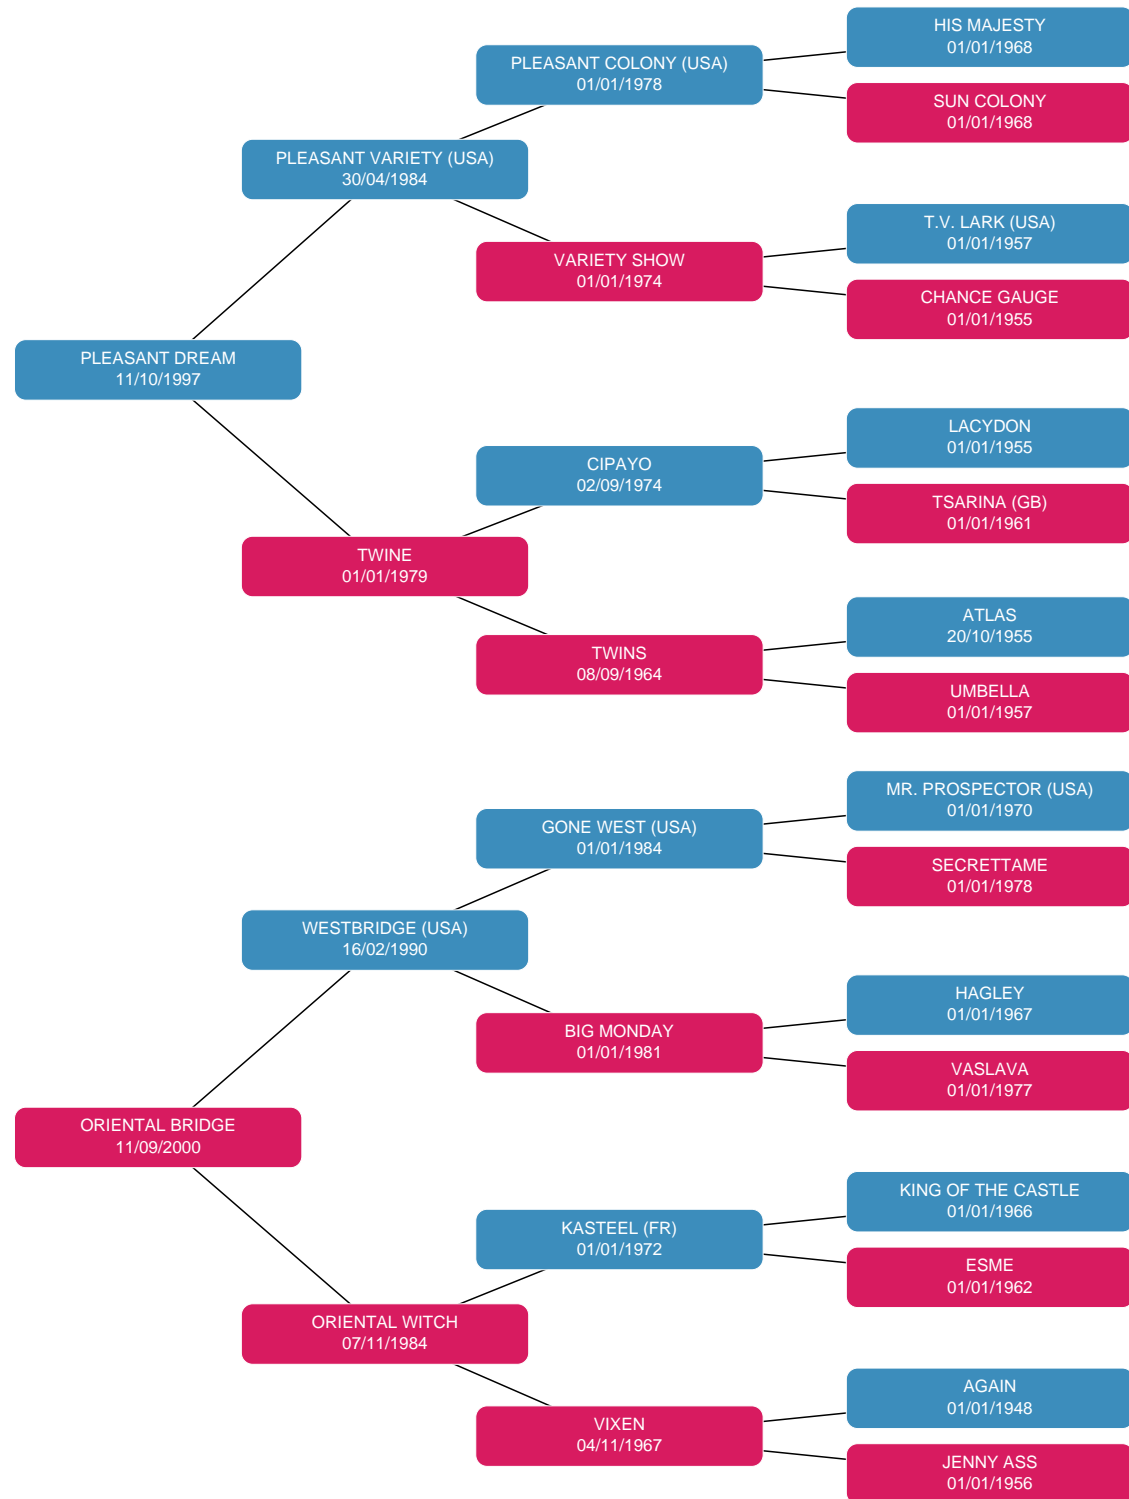 HIS MAJESTY
01/01/1968
PLEASANT COLONY (USA)
01/01/1978
SUN COLONY
01/01/1968
PLEASANT VARIETY (USA)
30/04/1984
T.V. LARK (USA)
01/01/1957
VARIETY SHOW
01/01/1974
CHANCE GAUGE
01/01/1955
PLEASANT DREAM
11/10/1997
LACYDON
01/01/1955
CIPAYO
02/09/1974
TSARINA (GB)
01/01/1961
TWINE
01/01/1979
ATLAS
20/10/1955
TWINS
08/09/1964
UMBELLA
01/01/1957
MR. PROSPECTOR (USA)
01/01/1970
GONE WEST (USA)
01/01/1984
SECRETTAME
01/01/1978
WESTBRIDGE (USA)
16/02/1990
HAGLEY
01/01/1967
BIG MONDAY
01/01/1981
VASLAVA
01/01/1977
ORIENTAL BRIDGE
11/09/2000
KING OF THE CASTLE
01/01/1966
KASTEEL (FR)
01/01/1972
ESME
01/01/1962
ORIENTAL WITCH
07/11/1984
AGAIN
01/01/1948
VIXEN
04/11/1967
JENNY ASS
01/01/1956